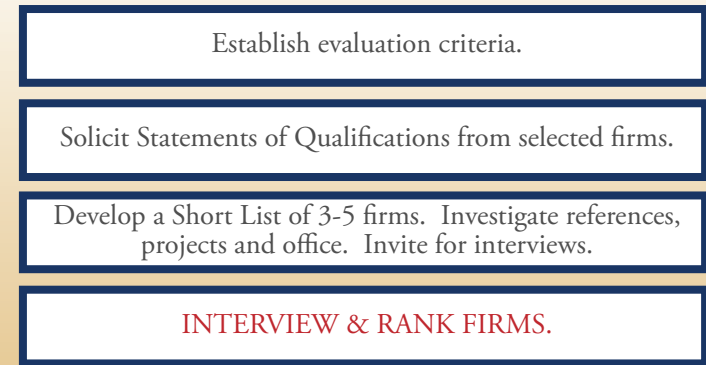 Establish evaluation criteria.
Solicit Statements of Qualifications from selected firms.
Develop a Short List of 3-5 firms.  Investigate references,
projects and office.  Invite for interviews.
INTERVIEW & RANK FIRMS.